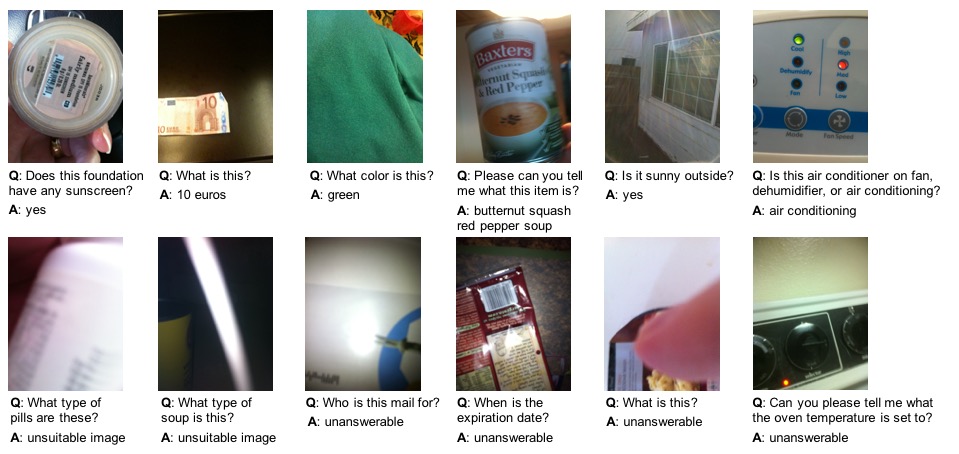 Q: Does this foundation
have any sunscreen?
A: yes
10
10 EURO
Q: What is this?
A: 10 euros
Q: What color is this?
A: green
Baxters
VEGETARIAN
Butternut Squash
& Red Pepper
Q: Please can you tell
me what this item is?
A: butternut squash
red pepper soup
Q: Is it sunny outside?
A: yes
Cool
High
Dehumidify
Med
Fan
Low
Mode
Fan Speed
Q: Is this air conditioner on fan,
dehumidifier, or air conditioning?
A: air conditioning
Q: What type of
pills are these?
A: unsuitable image
Q: What type of
soup is this?
A: unsuitable image
Q: Who is this mail for?
A: unanswerable
Q: When is the
expiration date?
A: unanswerable
Q: What is this?
A: unanswerable
Q: Can you please tell me what
the oven temperature is set to?
A: unanswerable